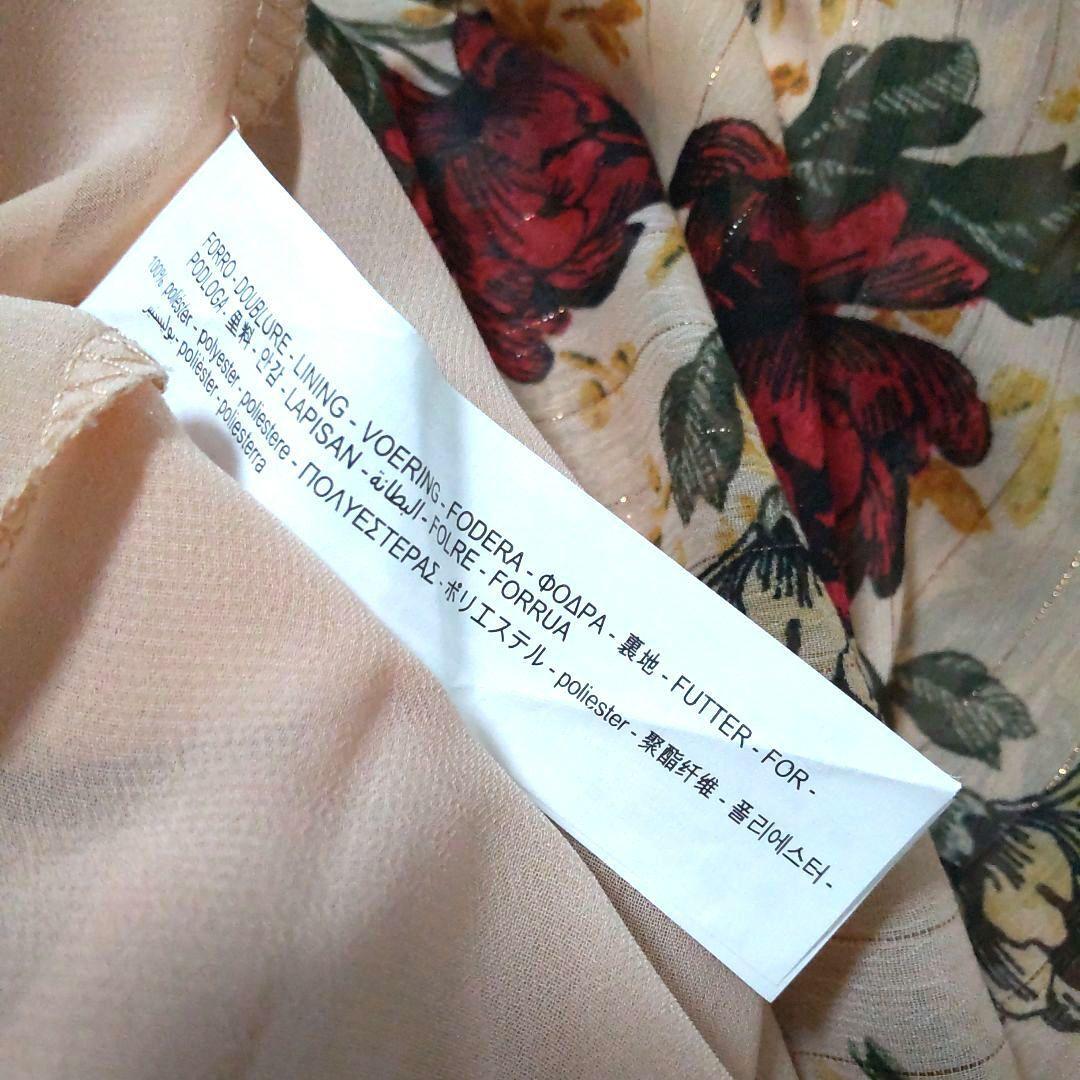 FORRO - DOUBLURE - LINING - VOERING - FODERA - ΦΟΔΡΑ - 裏地 - FUTTER - FOR -
PODLOGA - 里料 - 안감 - LAPISAN - البطانة - FOLRE - FORRUA
100% poliéster - polyester - poliestere - ΠΟΛΥΕΣΤΕΡΑΣ - ポリエステル - poliester - 聚酯纤维 - 폴리에스터 -
بوليستير - polièster - poliesterra